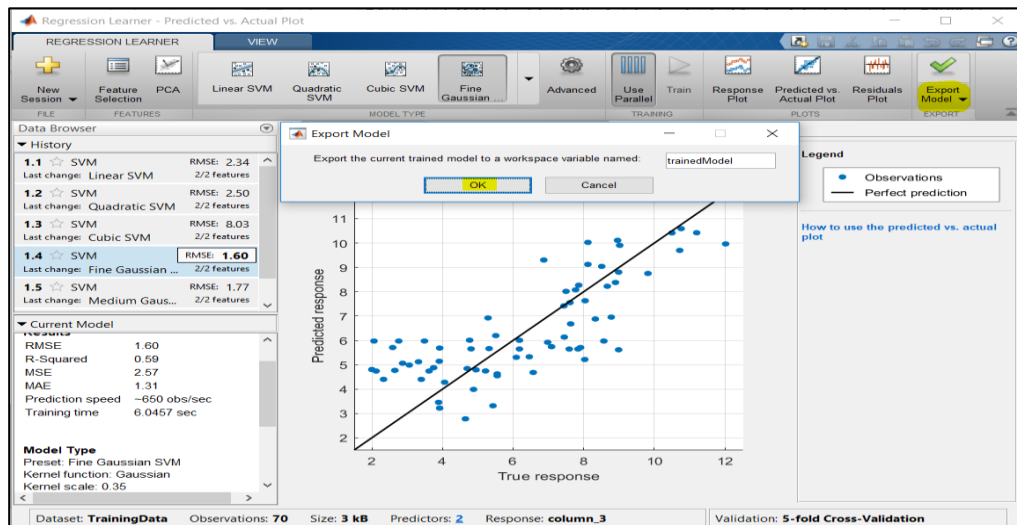 Regression Learner - Predicted vs. Actual Plot
REGRESSION LEARNER VIEW
New Session
Feature Selection
PCA
Linear SVM
Quadratic SVM
Cubic SVM
Fine Gaussian ...
Advanced
Use Parallel
Train
Response Plot
Predicted vs. Actual Plot
Residuals Plot
Export Model
FILE FEATURES MODEL TYPE TRAINING PLOTS EXPORT
Data Browser
History
1.1 SVM RMSE: 2.34
Last change: Linear SVM 2/2 features
1.2 SVM RMSE: 2.50
Last change: Quadratic SVM 2/2 features
1.3 SVM RMSE: 8.03
Last change: Cubic SVM 2/2 features
1.4 SVM RMSE: 1.60
Last change: Fine Gaussian ... 2/2 features
1.5 SVM RMSE: 1.77
Last change: Medium Gaus... 2/2 features
Current Model
Results
RMSE 1.60
R-Squared 0.59
MSE 2.57
MAE 1.31
Prediction speed ~650 obs/sec
Training time 6.0457 sec
Model Type
Preset: Fine Gaussian SVM
Kernel function: Gaussian
Kernel scale: 0.35
Export Model
Export the current trained model to a workspace variable named: trainedModel
OK Cancel
11
10
9
8
7
6
5
4
3
2
Predicted response
2 4 6 8 10 12
True response
Legend
Observations
Perfect prediction
How to use the predicted vs. actual
plot
Dataset: TrainingData Observations: 70 Size: 3 kB Predictors: 2 Response: column_3 Validation: 5-fold Cross-Validation